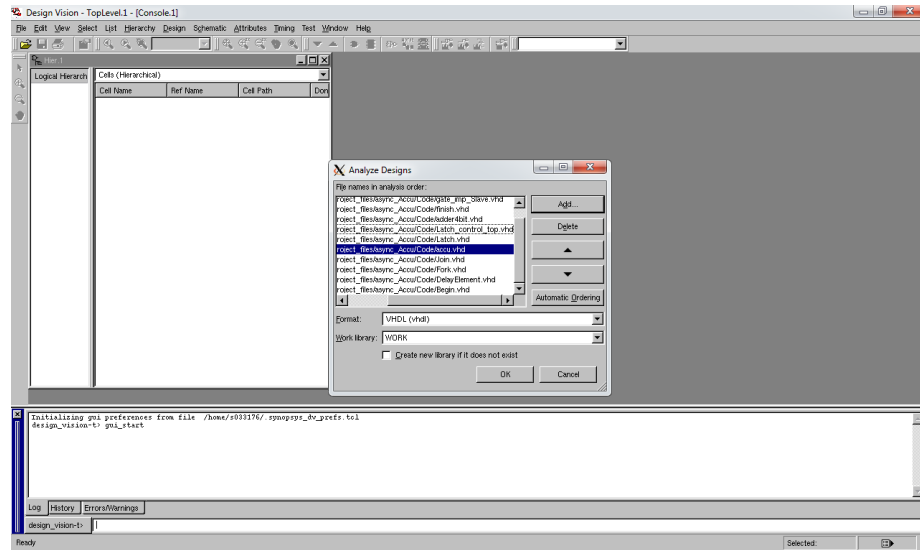 Design Vision - TopLevel.1 - [Console.1]
File Edit View Select List Hierarchy Design Schematic Attributes Timing Test Window Help
Hier.1
Logical Hierarch
Cells (Hierarchical)
Cell Name Ref Name Cell Path Don
Analyze Designs
File names in analysis order:
roject_files/async_Accu/Code/gate_imp_Slave.vhd
roject_files/async_Accu/Code/finish.vhd
roject_files/async_Accu/Code/adder4bit.vhd
roject_files/async_Accu/Code/Latch_control_top.vhd
roject_files/async_Accu/Code/Latch.vhd
roject_files/async_Accu/Code/accu.vhd
roject_files/async_Accu/Code/Join.vhd
roject_files/async_Accu/Code/Fork.vhd
roject_files/async_Accu/Code/DelayElement.vhd
roject_files/async_Accu/Code/Begin.vhd
Add...
Delete
Automatic Ordering
Format: VHDL (vhdl)
Work library: WORK
Create new library if it does not exist
OK Cancel
Initializing gui preferences from file /home/s033176/.synopsys_dv_prefs.tcl
design_vision-t> gui_start
Log History Errors/Warnings
design_vision-t>
Ready Selected: